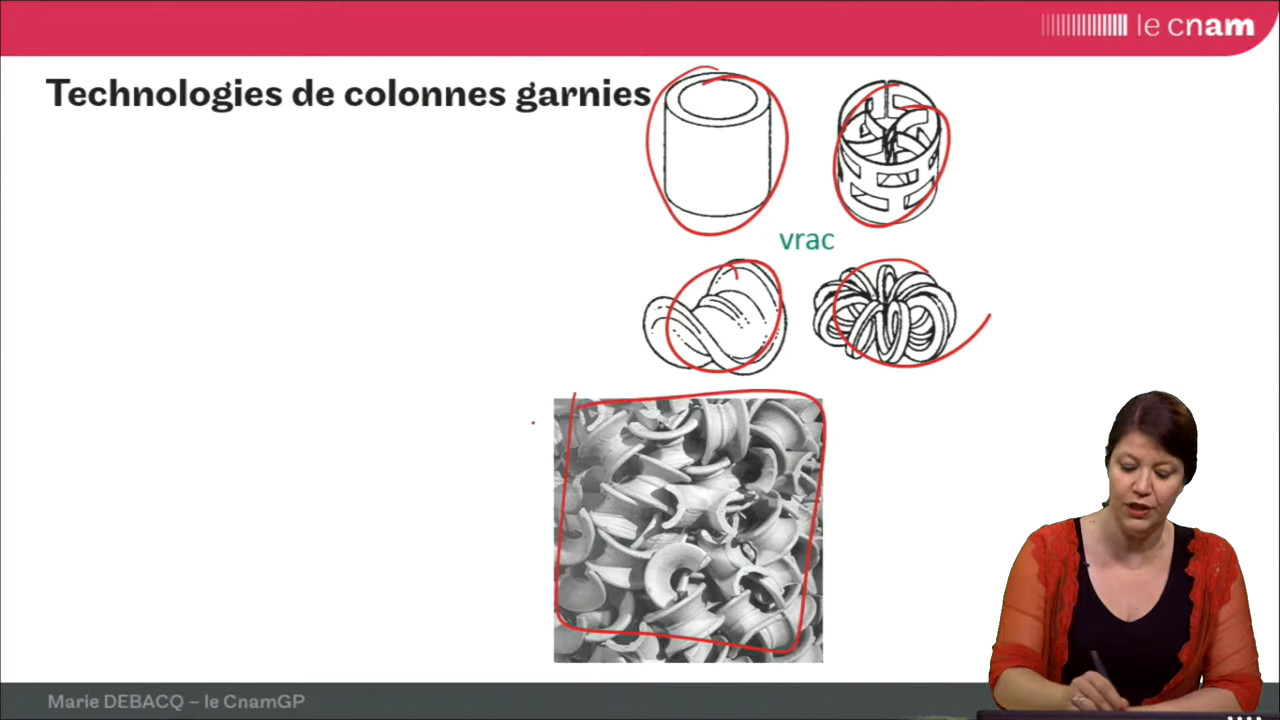 le cnam
Technologies de colonnes garnies
vrac
Marie DEBACQ – le CnamGP